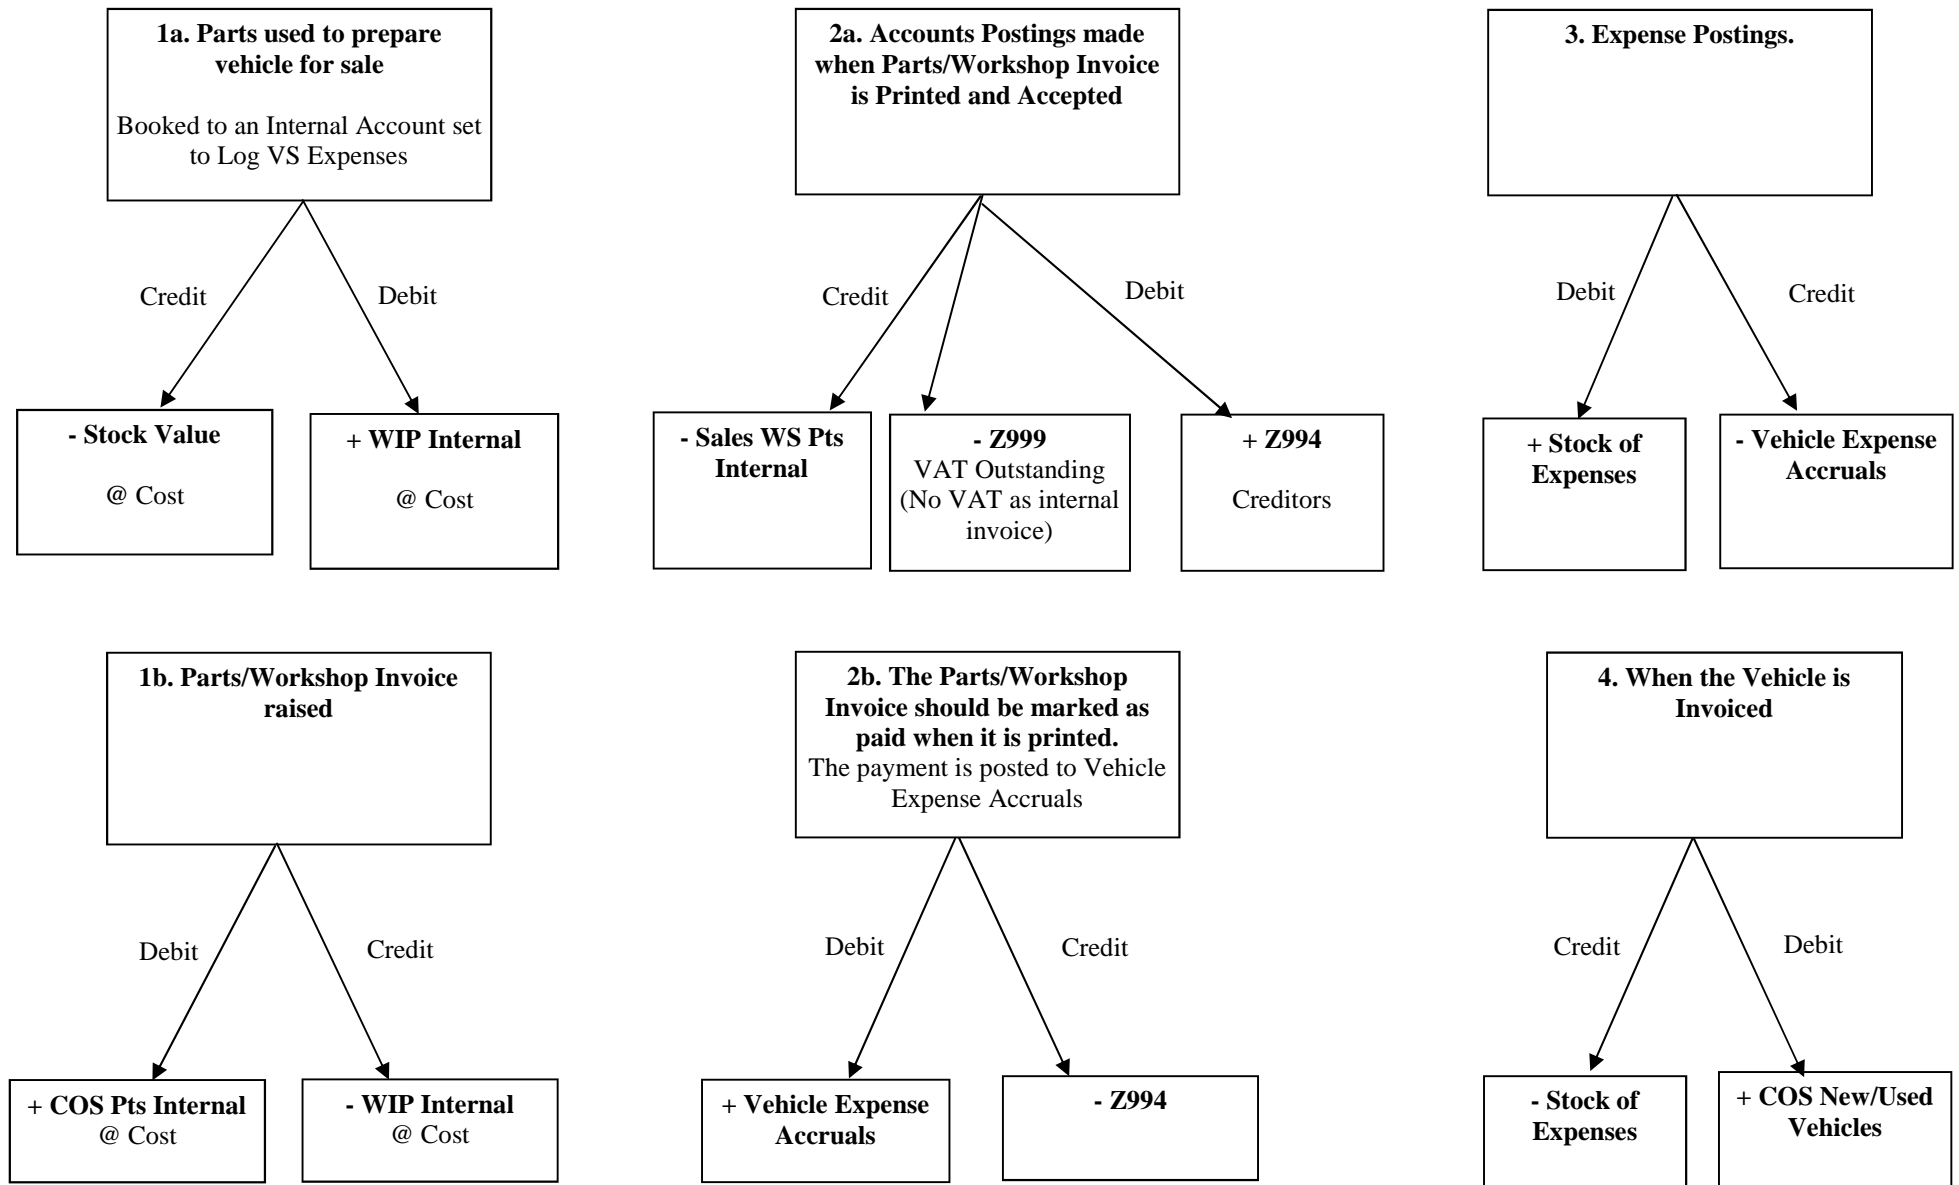 1a. Parts used to prepare
vehicle for sale
Booked to an Internal Account set
to Log VS Expenses
Credit
Debit
- Stock Value
@ Cost
+ WIP Internal
@ Cost
2a. Accounts Postings made
when Parts/Workshop Invoice
is Printed and Accepted
Credit
Debit
- Sales WS Pts
Internal
- Z999
VAT Outstanding
(No VAT as internal
invoice)
+ Z994
Creditors
3. Expense Postings.
Debit
Credit
+ Stock of
Expenses
- Vehicle Expense
Accruals
1b. Parts/Workshop Invoice
raised
Debit
Credit
+ COS Pts Internal
@ Cost
- WIP Internal
@ Cost
2b. The Parts/Workshop
Invoice should be marked as
paid when it is printed.
The payment is posted to Vehicle
Expense Accruals
Debit
Credit
+ Vehicle Expense
Accruals
- Z994
4. When the Vehicle is
Invoiced
Credit
Debit
- Stock of
Expenses
+ COS New/Used
Vehicles